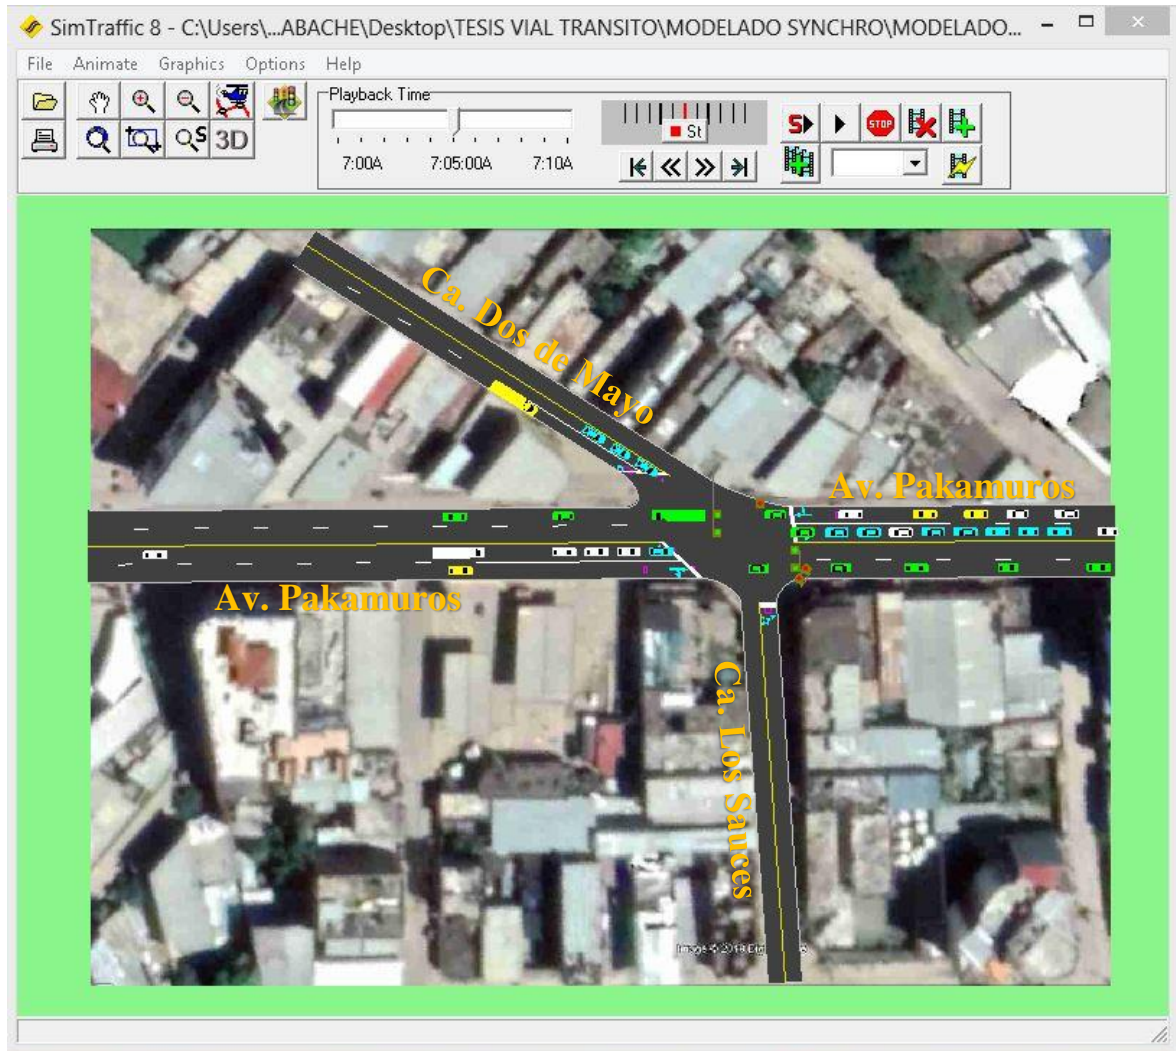 SimTraffic 8 - C:\Users\...ABACHE\Desktop\TESIS VIAL TRANSITO\MODELADO SYNCHRO\MODELADO...
File Animate Graphics Options Help
Playback Time
S
STOP
St
S 3D
7:00A 7:05:00A 7:10A
Ca. Dos de Mayo
Av. Pakamuros
Av. Pakamuros
Ca. Los Sauces
Image © 2018